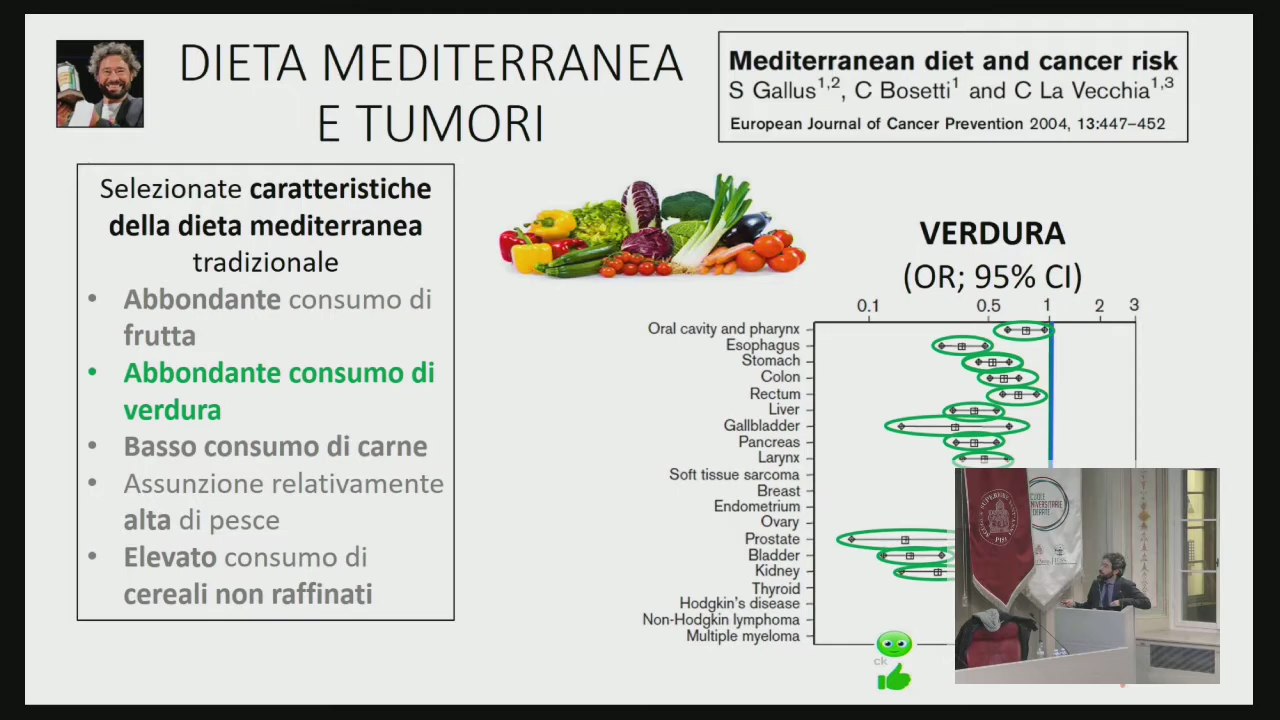 DIETA MEDITERRANEA
E TUMORI
Mediterranean diet and cancer risk
S Gallus1,2, C Bosetti1 and C La Vecchia1,3
European Journal of Cancer Prevention 2004, 13:447–452
Selezionate caratteristiche
della dieta mediterranea
tradizionale
• Abbondante consumo di
frutta
• Abbondante consumo di
verdura
• Basso consumo di carne
• Assunzione relativamente
alta di pesce
• Elevato consumo di
cereali non raffinati
VERDURA
(OR; 95% CI)
0.1 0.5 1 2 3
Oral cavity and pharynx
Esophagus
Stomach
Colon
Rectum
Liver
Gallbladder
Pancreas
Larynx
Soft tissue sarcoma
Breast
Endometrium
Ovary
Prostate
Bladder
Kidney
Thyroid
Hodgkin's disease
Non-Hodgkin lymphoma
Multiple myeloma
ck